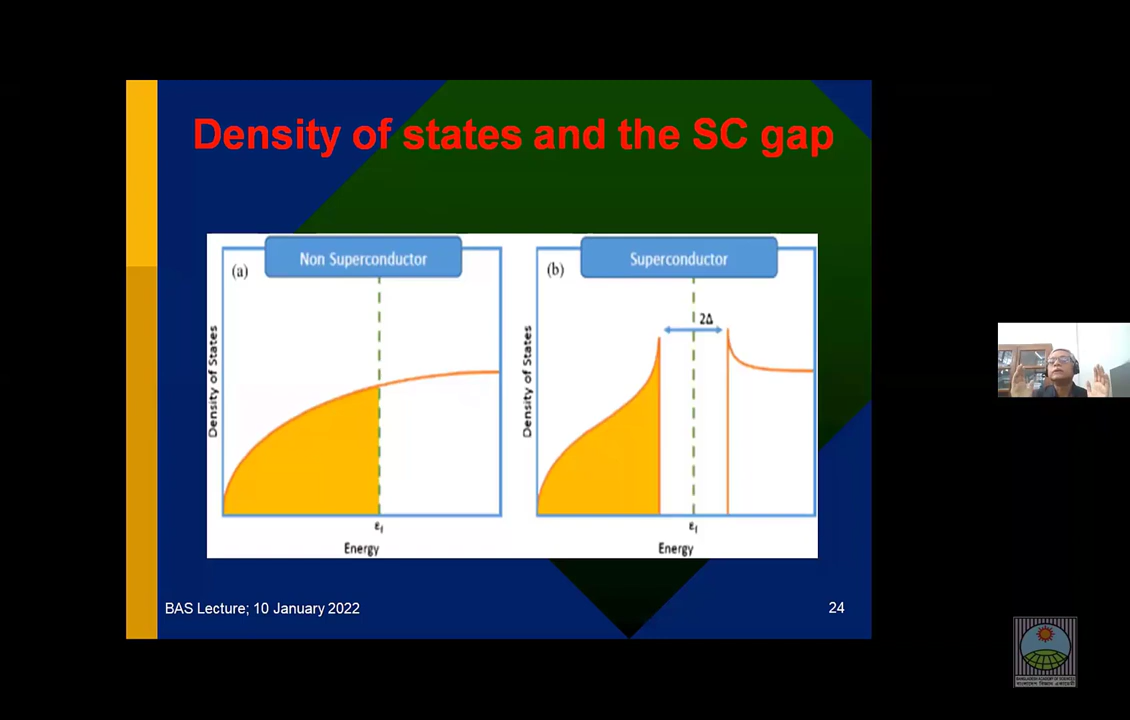 Density of states and the SC gap
Non Superconductor
(a)
Density of States
εf
Energy
Superconductor
(b)
2Δ
Density of States
εf
Energy
BAS Lecture; 10 January 2022
24